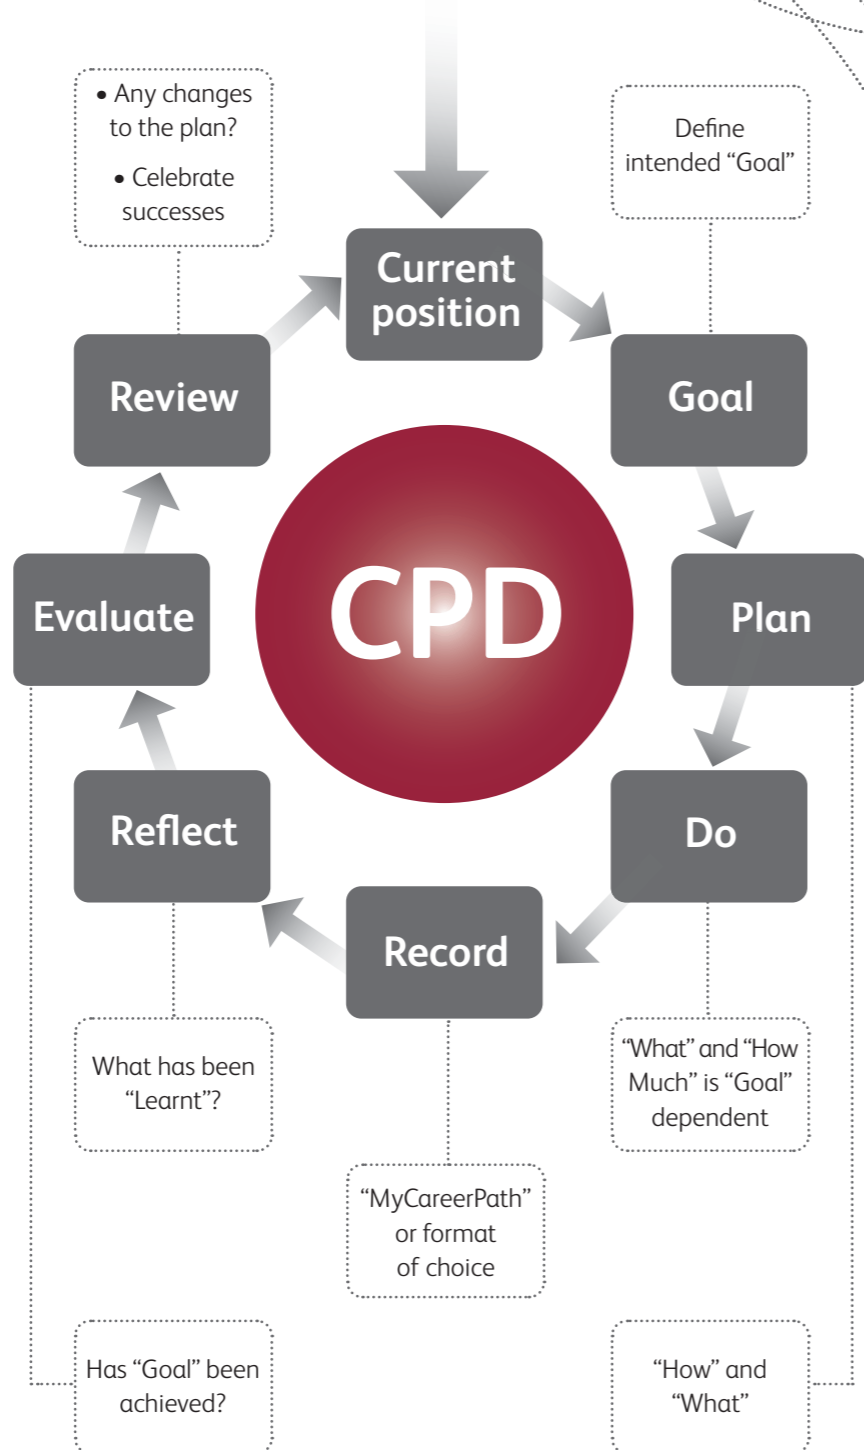 • Any changes
to the plan?
• Celebrate
successes
Define
intended “Goal”
Current
position
Review
Goal
CPD
Evaluate
Plan
Reflect
Do
Record
What has been
“Learnt”?
“What” and “How
Much” is “Goal”
dependent
“MyCareerPath”
or format
of choice
Has “Goal” been
achieved?
“How” and
“What”